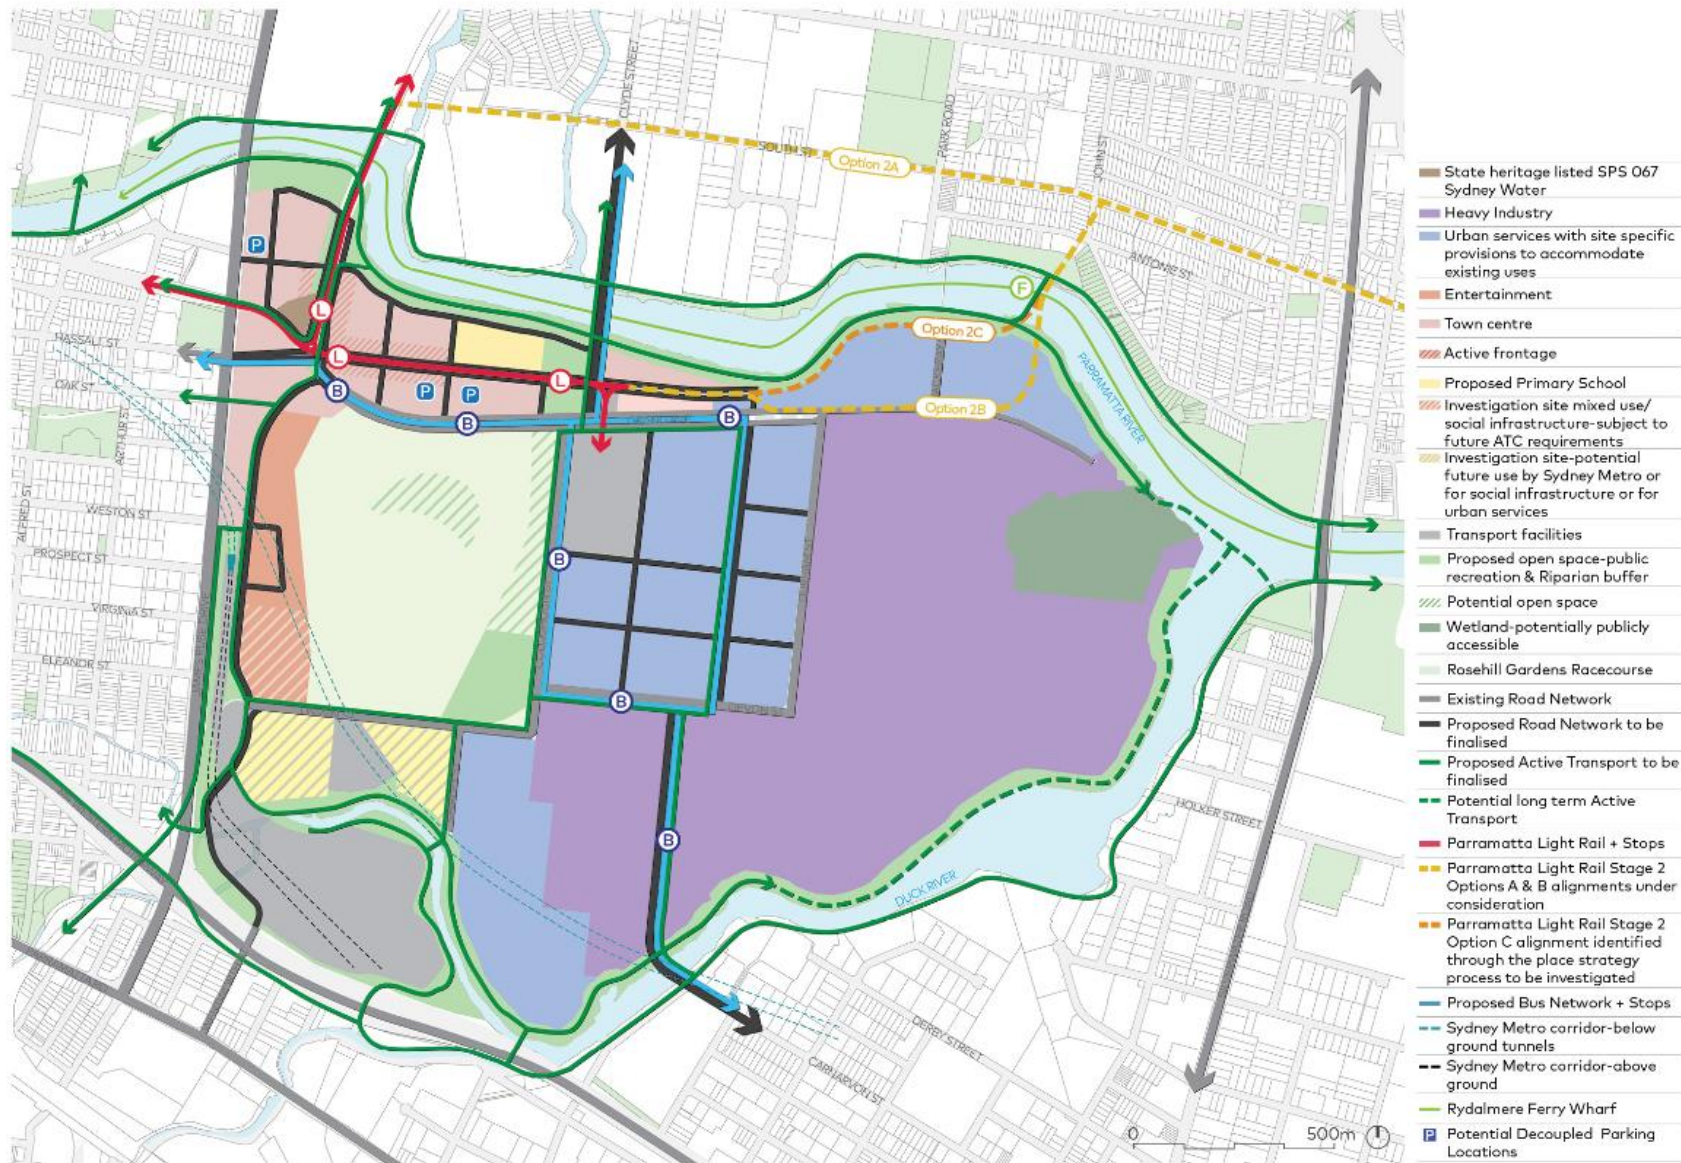 CLYDE STREET
SOUTH ST
PARK ROAD
JOHN ST
Option 2A
ANTOINE ST
P
L
F
HASSALL ST
L
Option 2C
PARRAMATTA RIVER
OAK ST
B
P
P
L
B
B
Option 2B
ARTHUR ST
ALFRED ST
WESTON ST
PROSPECT ST
B
VIRGINIA ST
ELEANOR ST
B
DEVON ST
HOLKER STREET
B
DUCK RIVER
DERBY STREET
CARNARVON ST
0 500m
State heritage listed SPS 067
Sydney Water
Heavy Industry
Urban services with site specific
provisions to accommodate
existing uses
Entertainment
Town centre
Active frontage
Proposed Primary School
Investigation site mixed use/
social infrastructure-subject to
future ATC requirements
Investigation site-potential
future use by Sydney Metro or
for social infrastructure or for
urban services
Transport facilities
Proposed open space-public
recreation & Riparian buffer
Potential open space
Wetland-potentially publicly
accessible
Rosehill Gardens Racecourse
Existing Road Network
Proposed Road Network to be
finalised
Proposed Active Transport to be
finalised
Potential long term Active
Transport
Parramatta Light Rail + Stops
Parramatta Light Rail Stage 2
Options A & B alignments under
consideration
Parramatta Light Rail Stage 2
Option C alignment identified
through the place strategy
process to be investigated
Proposed Bus Network + Stops
Sydney Metro corridor-below
ground tunnels
Sydney Metro corridor-above
ground
Rydalmere Ferry Wharf
P Potential Decoupled Parking
Locations